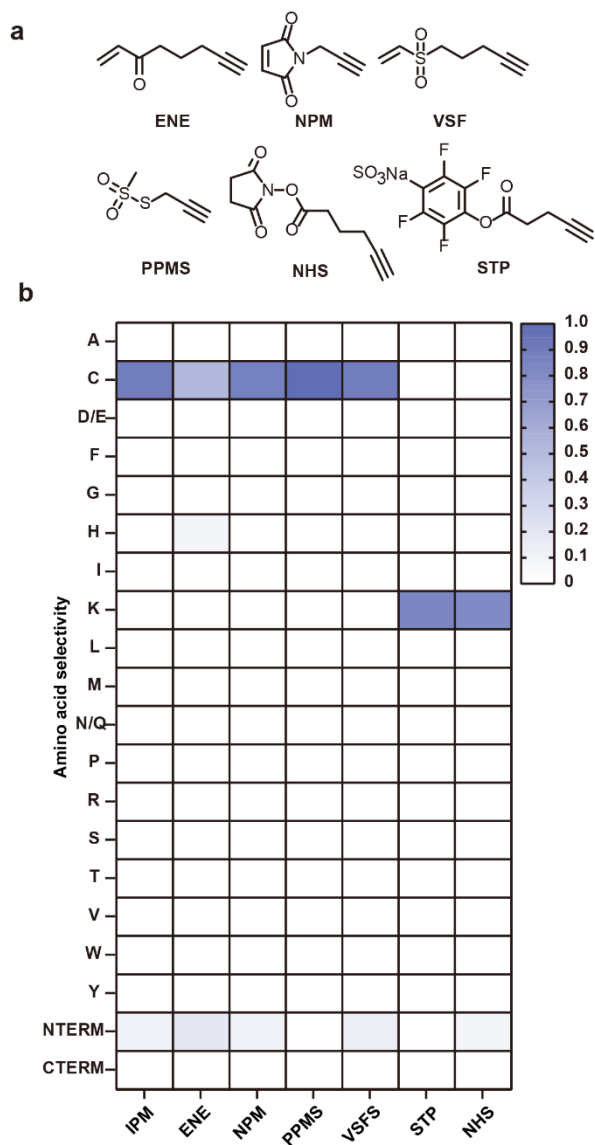 a
O
ENE
O
N
O
NPM
O
S
O
VSF
O
S
O
S
PPMS
O
N
O
O
O
NHS
SO3Na
F
F
F
F
O
O
STP
b
Amino acid selectivity
A
C
D/E
F
G
H
I
K
L
M
N/Q
P
R
S
T
V
W
Y
NTERM
CTERM
IPM
ENE
NPM
PPMS
VSFS
STP
NHS
1.0
0.9
0.8
0.7
0.6
0.5
0.4
0.3
0.2
0.1
0